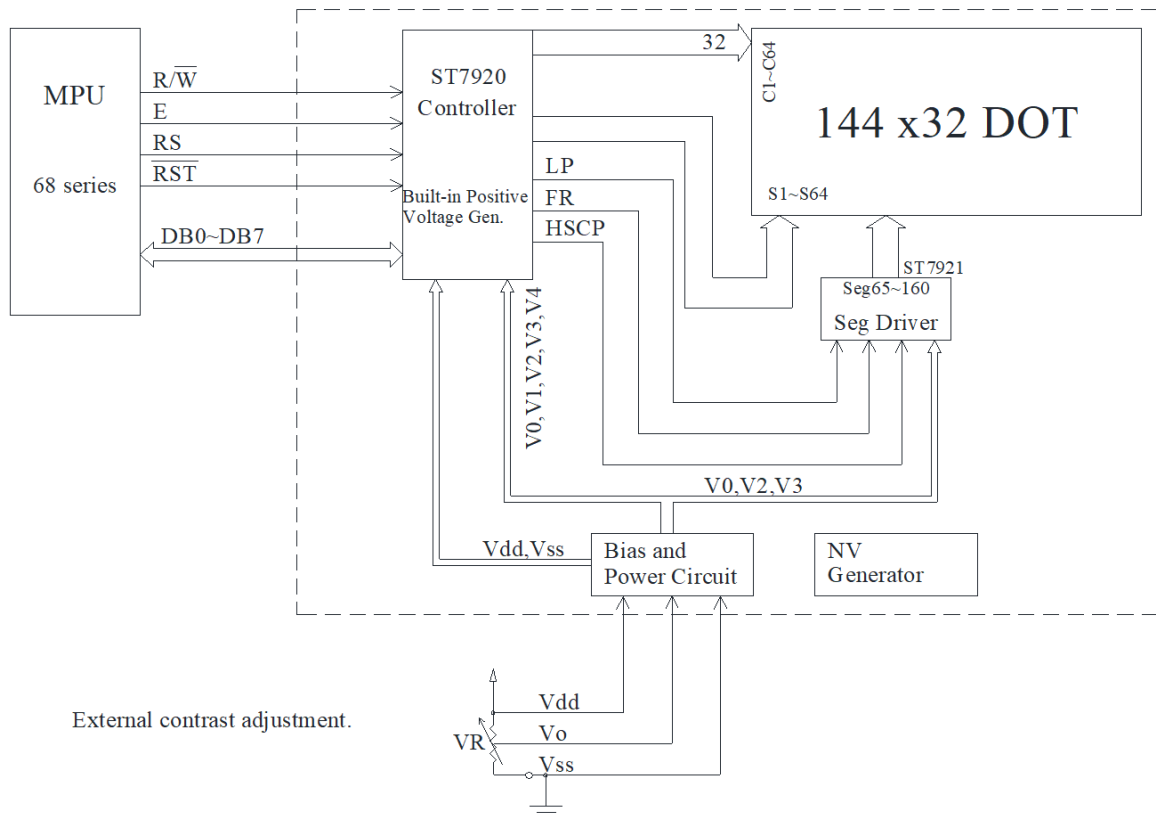 MPU
68 series
R/W̅
E
RS
R̅S̅T̅
DB0~DB7
ST7920
Controller
Built-in Positive
Voltage Gen.
32
C1~C64
144 x32 DOT
S1~S64
LP
FR
HSCP
ST7921
Seg65~160
Seg Driver
V0,V1,V2,V3,V4
V0,V2,V3
Vdd,Vss
Bias and
Power Circuit
NV
Generator
External contrast adjustment.
Vdd
VR
Vo
Vss